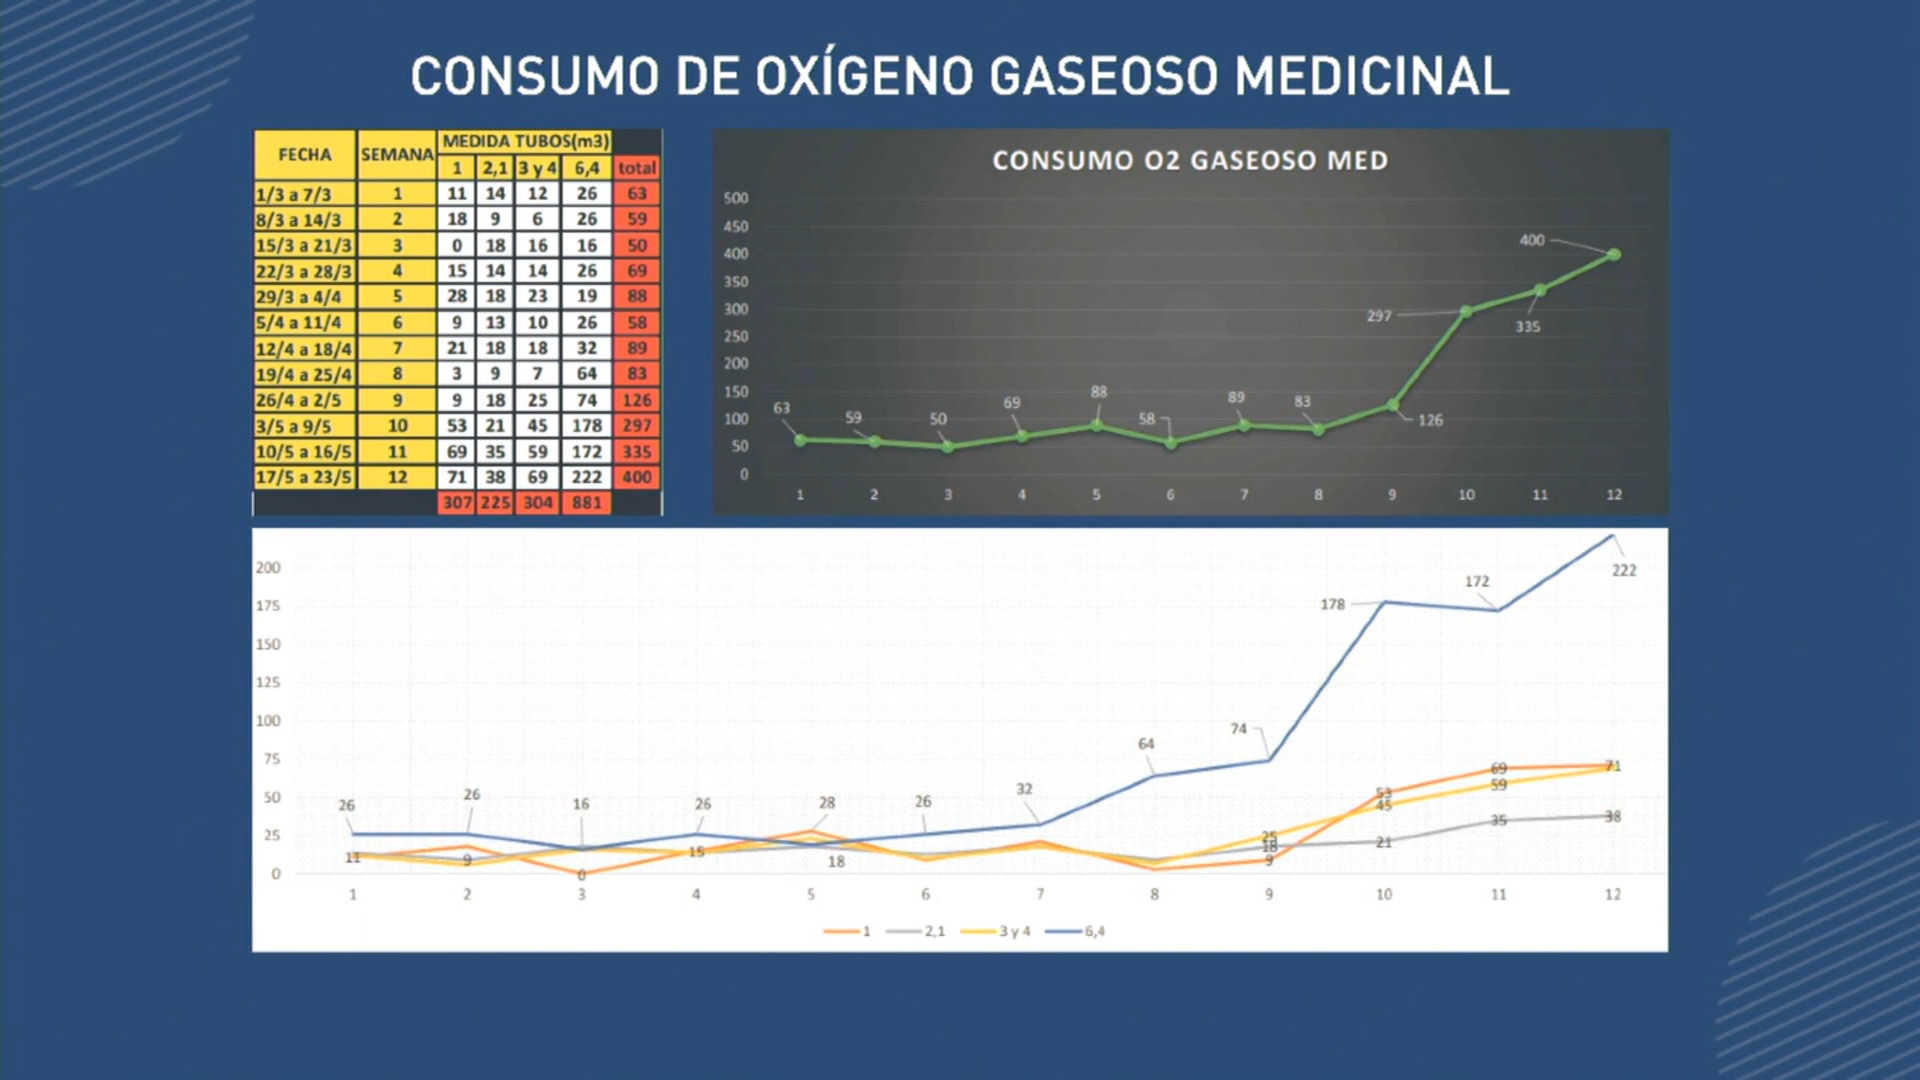 CONSUMO DE OXÍGENO GASEOSO MEDICINAL
FECHA SEMANA MEDIDA TUBOS(m3)
1 2,1 3 y 4 6,4 total
1/3 a 7/3 1 11 14 12 26 63
8/3 a 14/3 2 18 9 6 26 59
15/3 a 21/3 3 0 18 16 16 50
22/3 a 28/3 4 15 14 14 26 69
29/3 a 4/4 5 28 18 23 19 88
5/4 a 11/4 6 9 13 10 26 58
12/4 a 18/4 7 21 18 18 32 89
19/4 a 25/4 8 3 9 7 64 83
26/4 a 2/5 9 9 18 25 74 126
3/5 a 9/5 10 53 21 45 178 297
10/5 a 16/5 11 69 35 59 172 335
17/5 a 23/5 12 71 38 69 222 400
307 225 304 881
CONSUMO O2 GASEOSO MED
500
450
400
350
300
250
200
150
100
50
0
63 59 50 69 88 58 89 83 126 297 335 400
1 2 3 4 5 6 7 8 9 10 11 12
200
175
150
125
100
75
50
25
0
26 26 16 26 28 26 32 64 74 178 172 222
11 9 0 15 18 25 18 9 53 45 21 69 59 35 71 38
1 2 3 4 5 6 7 8 9 10 11 12
1 2,1 3 y 4 6,4